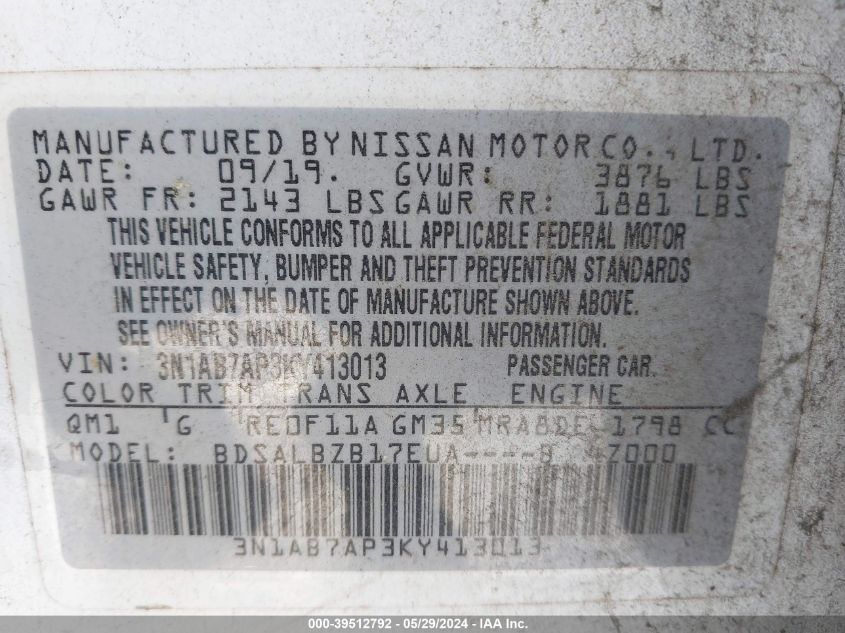 MANUFACTURED BY NISSAN MOTOR CO., LTD.
DATE: 09/19. GVWR: 3876 LBS
GAWR FR: 2143 LBS GAWR RR: 1881 LBS
THIS VEHICLE CONFORMS TO ALL APPLICABLE FEDERAL MOTOR
VEHICLE SAFETY, BUMPER AND THEFT PREVENTION STANDARDS
IN EFFECT ON THE DATE OF MANUFACTURE SHOWN ABOVE.
SEE OWNER'S MANUAL FOR ADDITIONAL INFORMATION.
VIN: 3N1AB7AP3KY413013 PASSENGER CAR.
COLOR TRIM TRANS AXLE ENGINE
QM1 'G 'RE0F11A GM35 'MRA8DE 1798 CC
MODEL: BDSALBZB17EUA----B 47000
3N1AB7AP3KY413013
000-39512792 - 05/29/2024 - IAA Inc.